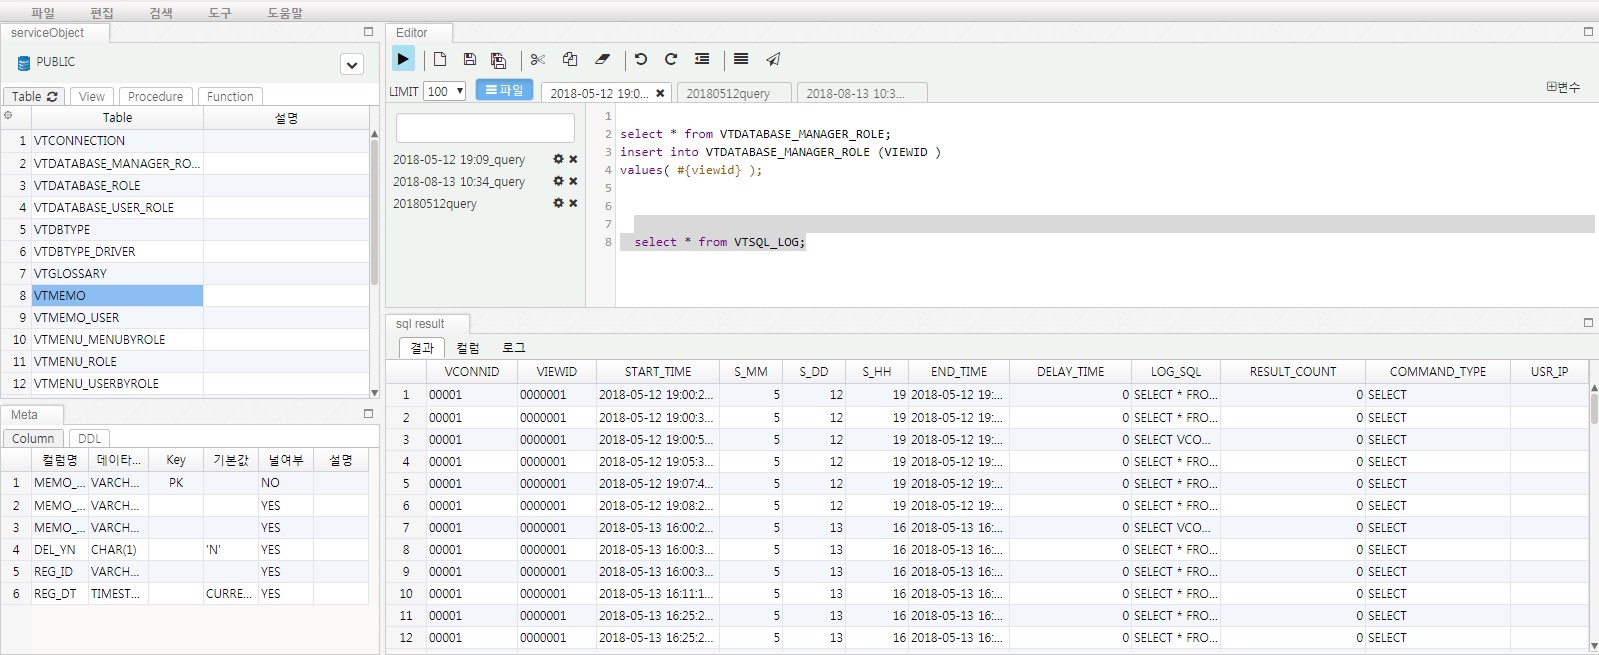 파일 편집 검색 도구 도움말
serviceObject
PUBLIC
Table View Procedure Function
Table 설명
1 VTCONNECTION
2 VTDATABASE_MANAGER_RO...
3 VTDATABASE_ROLE
4 VTDATABASE_USER_ROLE
5 VTDBTYPE
6 VTDBTYPE_DRIVER
7 VTGLOSSARY
8 VTMEMO
9 VTMEMO_USER
10 VTMENU_MENUBYROLE
11 VTMENU_ROLE
12 VTMENU_USERBYROLE
Meta
Column DDL
컬럼명 데이타... Key 기본값 널여부 설명
1 MEMO_... VARCH... PK NO
2 MEMO_... VARCH... YES
3 MEMO_... VARCH... YES
4 DEL_YN CHAR(1) 'N' YES
5 REG_ID VARCH... YES
6 REG_DT TIMEST... CURRE... YES
Editor
LIMIT 100 파일 2018-05-12 19:0... 20180512query 2018-08-13 10:3... 변수
2018-05-12 19:09_query
2018-08-13 10:34_query
20180512query
1
2 select * from VTDATABASE_MANAGER_ROLE;
3 insert into VTDATABASE_MANAGER_ROLE (VIEWID )
4 values( #{viewid} );
5
6
7
8 select * from VTSQL_LOG;
sql result
결과 컬럼 로그
VCONNID VIEWID START_TIME S_MM S_DD S_HH END_TIME DELAY_TIME LOG_SQL RESULT_COUNT COMMAND_TYPE USR_IP
1 00001 0000001 2018-05-12 19:00:2... 5 12 19 2018-05-12 19:... 0 SELECT * FRO... 0 SELECT
2 00001 0000001 2018-05-12 19:00:3... 5 12 19 2018-05-12 19:... 0 SELECT * FRO... 0 SELECT
3 00001 0000001 2018-05-12 19:00:5... 5 12 19 2018-05-12 19:... 0 SELECT VCO... 0 SELECT
4 00001 0000001 2018-05-12 19:05:3... 5 12 19 2018-05-12 19:... 0 SELECT * FRO... 0 SELECT
5 00001 0000001 2018-05-12 19:07:4... 5 12 19 2018-05-12 19:... 0 SELECT * FRO... 0 SELECT
6 00001 0000001 2018-05-12 19:08:2... 5 12 19 2018-05-12 19:... 0 SELECT * FRO... 0 SELECT
7 00001 0000001 2018-05-13 16:00:2... 5 13 16 2018-05-13 16:... 0 SELECT VCO... 0 SELECT
8 00001 0000001 2018-05-13 16:00:3... 5 13 16 2018-05-13 16:... 0 SELECT * FRO... 0 SELECT
9 00001 0000001 2018-05-13 16:00:3... 5 13 16 2018-05-13 16:... 0 SELECT * FRO... 0 SELECT
10 00001 0000001 2018-05-13 16:11:1... 5 13 16 2018-05-13 16:... 0 SELECT * FRO... 0 SELECT
11 00001 0000001 2018-05-13 16:25:2... 5 13 16 2018-05-13 16:... 0 SELECT * FRO... 0 SELECT
12 00001 0000001 2018-05-13 16:25:2... 5 13 16 2018-05-13 16:... 0 SELECT * FRO... 0 SELECT